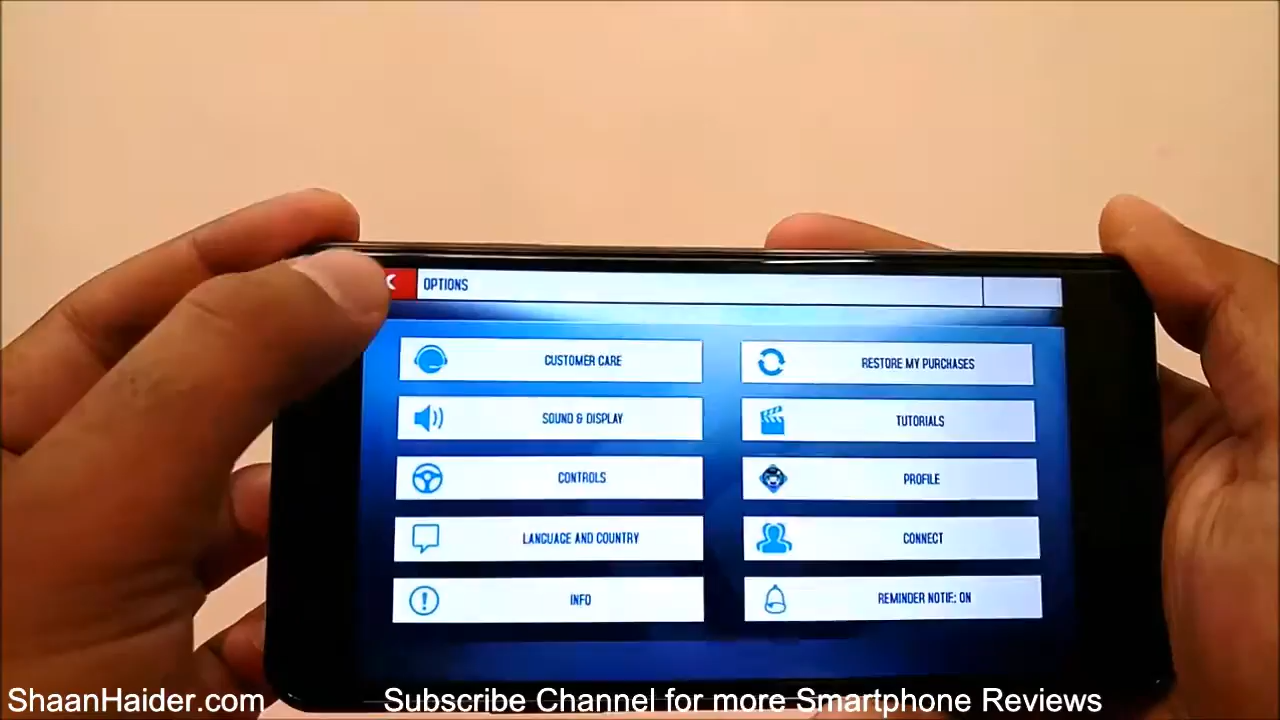 OPTIONS
CUSTOMER CARE
RESTORE MY PURCHASES
SOUND & DISPLAY
TUTORIALS
CONTROLS
PROFILE
LANGUAGE AND COUNTRY
CONNECT
INFO
REMINDER NOTIF.: ON
ShaanHaider.com
Subscribe Channel for more Smartphone Reviews